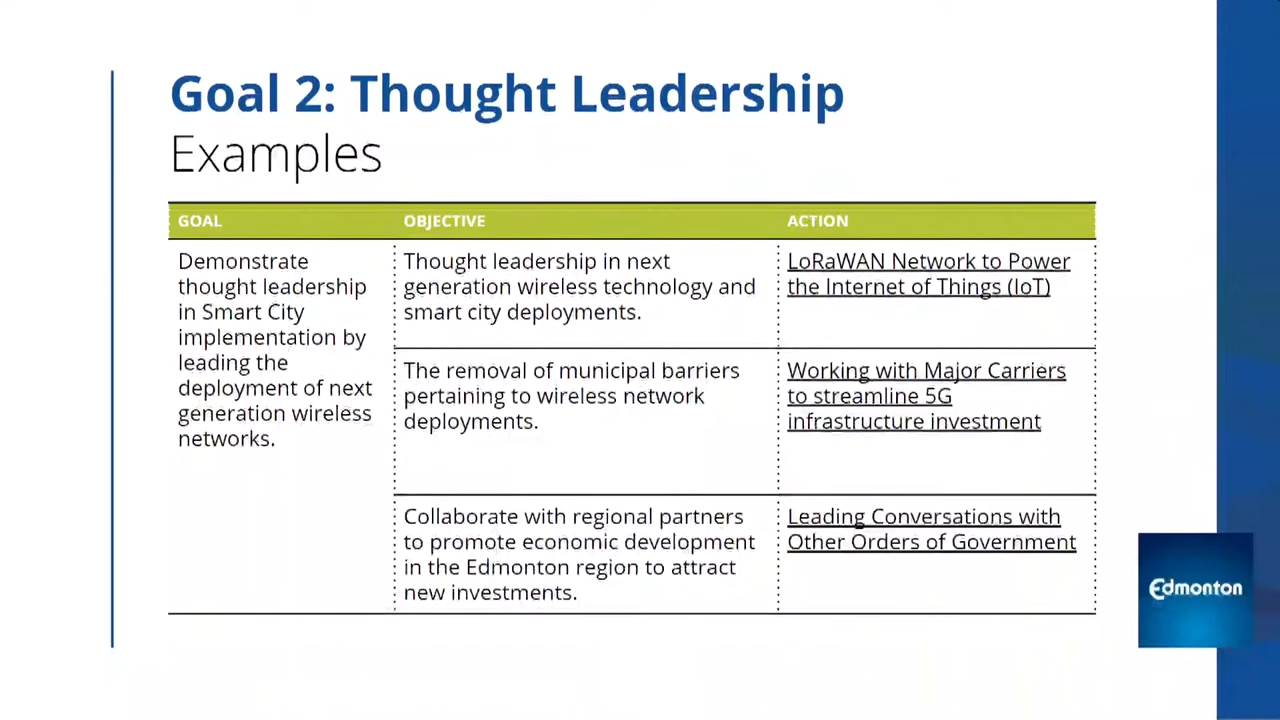 Goal 2: Thought Leadership
Examples
GOAL
OBJECTIVE
ACTION
Demonstrate
thought leadership
in Smart City
implementation by
leading the
deployment of next
generation wireless
networks.
Thought leadership in next
generation wireless technology and
smart city deployments.
LoRaWAN Network to Power
the Internet of Things (IoT)
The removal of municipal barriers
pertaining to wireless network
deployments.
Working with Major Carriers
to streamline 5G
infrastructure investment
Collaborate with regional partners
to promote economic development
in the Edmonton region to attract
new investments.
Leading Conversations with
Other Orders of Government
Edmonton